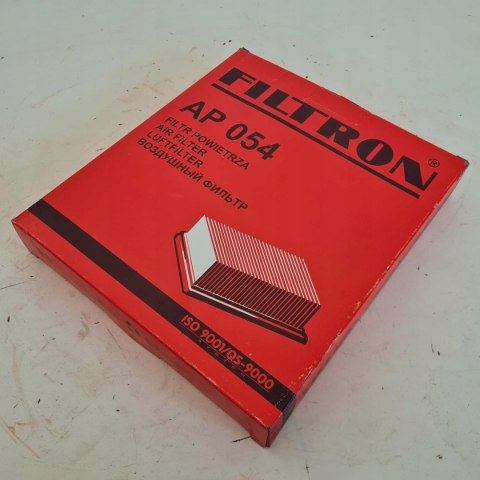 FILTRON®
AP 054
FILTR POWIETRZA
AIR FILTER
LUFTFILTER
ВОЗДУШНЫЙ ФИЛЬТР
ISO 9001/QS-9000